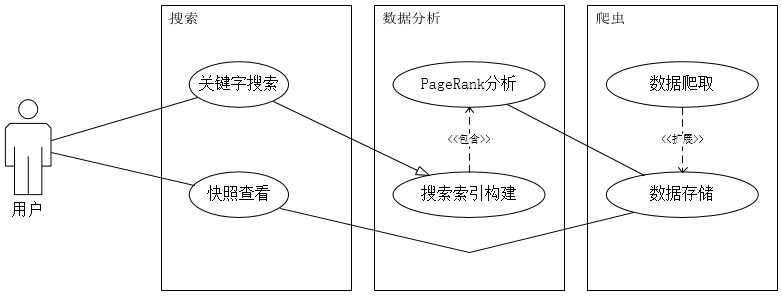 搜索
数据分析
爬虫
关键字搜索
PageRank分析
数据爬取
<<包含>>
<<扩展>>
快照查看
搜索索引构建
数据存储
用户